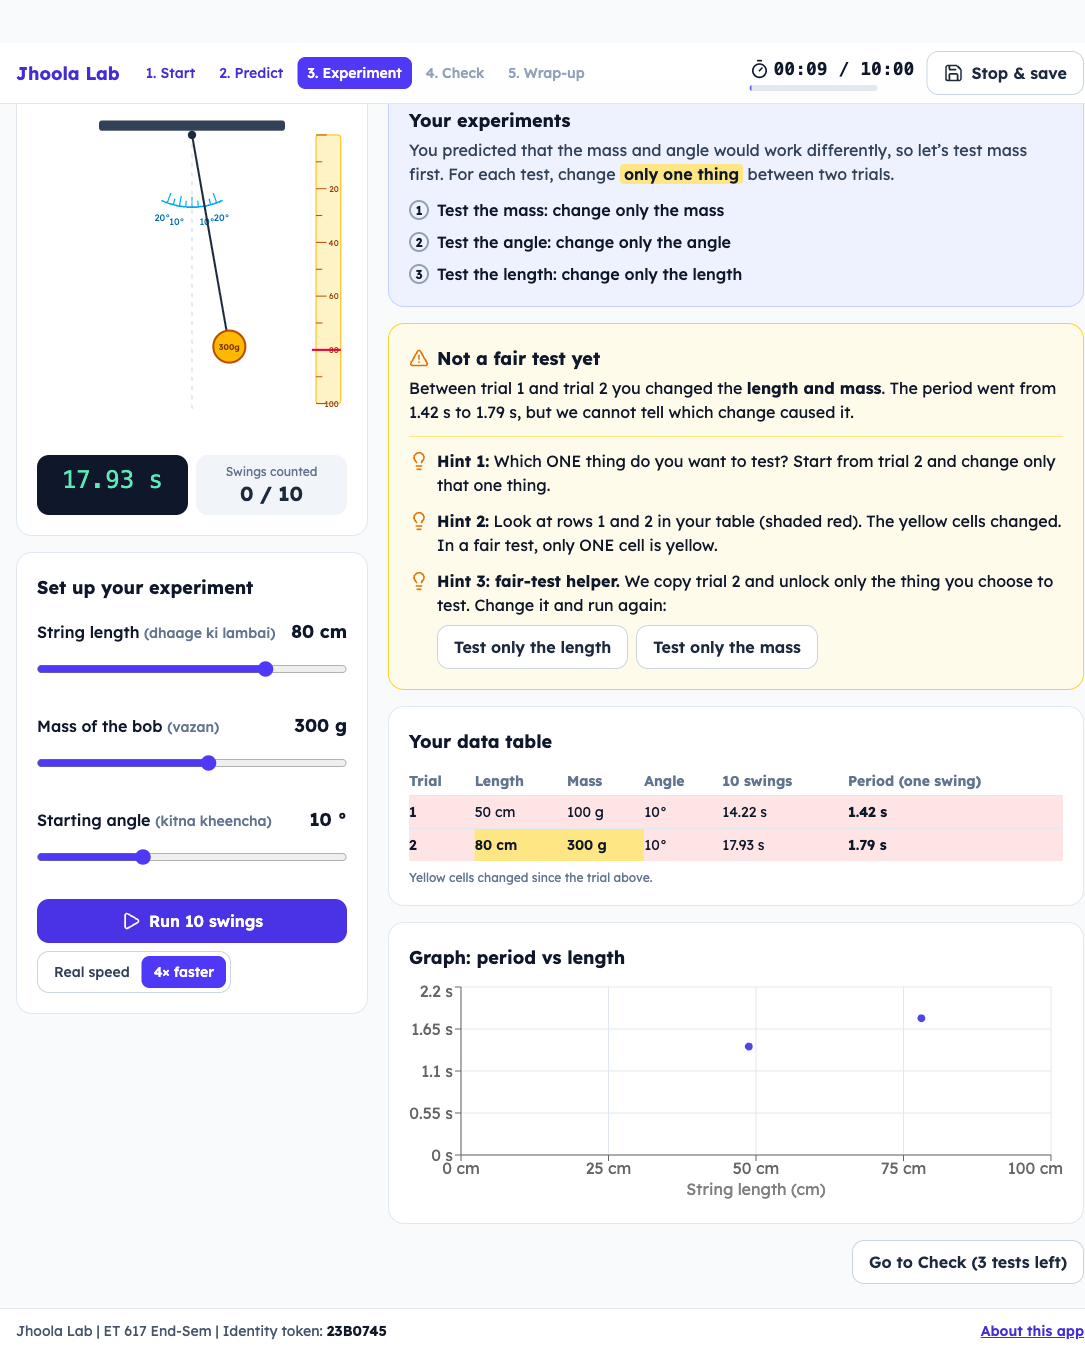 Jhoola Lab
1. Start
2. Predict
3. Experiment
4. Check
5. Wrap-up
00:09 / 10:00
Stop & save
20°
10°
10°
20°
300g
20
40
60
80
100
17.93 s
Swings counted
0 / 10
Set up your experiment
String length (dhaage ki lambai) 80 cm
Mass of the bob (vazan) 300 g
Starting angle (kitna kheencha) 10 °
Run 10 swings
Real speed
4× faster
Your experiments
You predicted that the mass and angle would work differently, so let's test mass
first. For each test, change only one thing between two trials.
1 Test the mass: change only the mass
2 Test the angle: change only the angle
3 Test the length: change only the length
Not a fair test yet
Between trial 1 and trial 2 you changed the length and mass. The period went from
1.42 s to 1.79 s, but we cannot tell which change caused it.
Hint 1: Which ONE thing do you want to test? Start from trial 2 and change only
that one thing.
Hint 2: Look at rows 1 and 2 in your table (shaded red). The yellow cells changed.
In a fair test, only ONE cell is yellow.
Hint 3: fair-test helper. We copy trial 2 and unlock only the thing you choose to
test. Change it and run again:
Test only the length
Test only the mass
Your data table
Trial Length Mass Angle 10 swings Period (one swing)
1 50 cm 100 g 10° 14.22 s 1.42 s
2 80 cm 300 g 10° 17.93 s 1.79 s
Yellow cells changed since the trial above.
Graph: period vs length
2.2 s
1.65 s
1.1 s
0.55 s
0 s
0 cm 25 cm 50 cm 75 cm 100 cm
String length (cm)
Go to Check (3 tests left)
Jhoola Lab | ET 617 End-Sem | Identity token: 23B0745
About this app